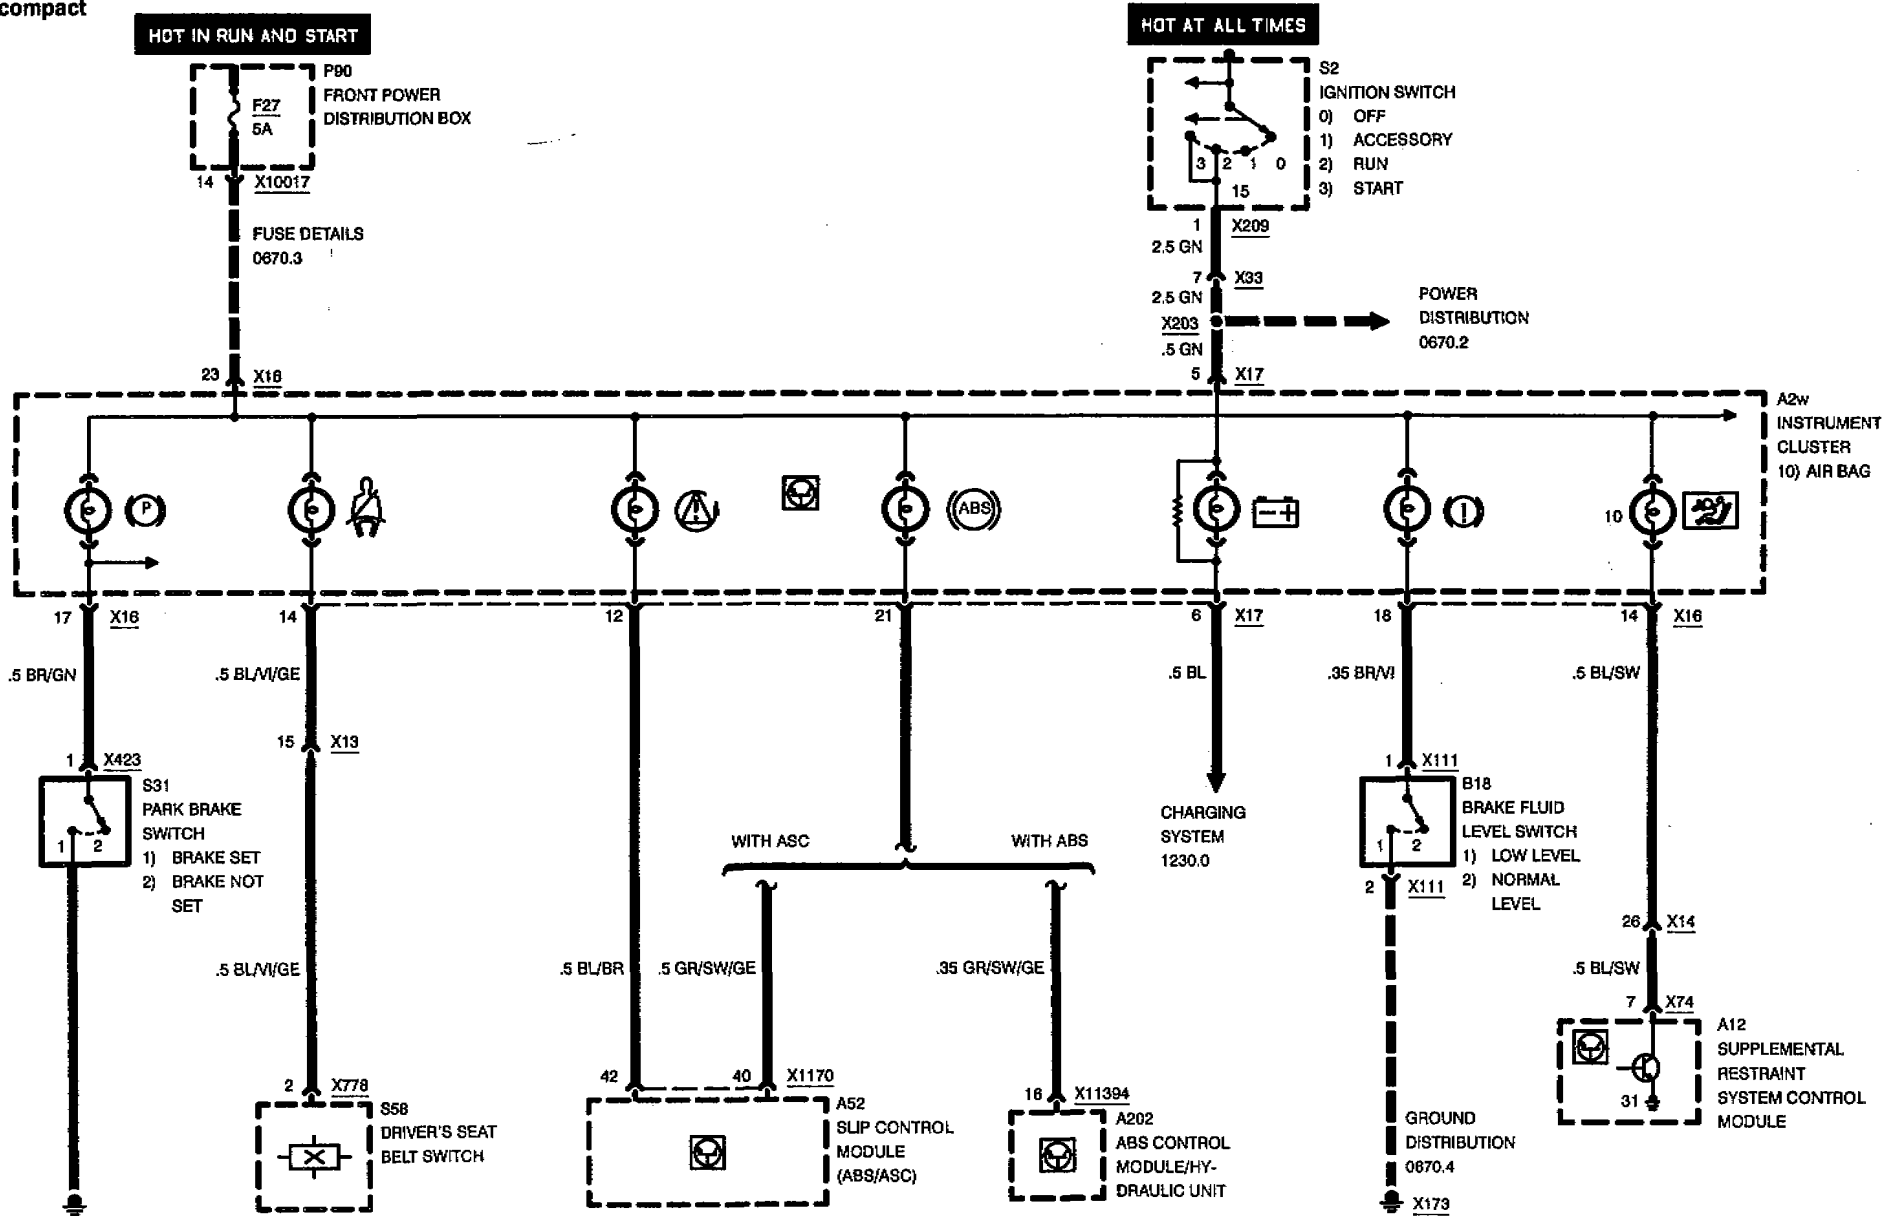 compact
HOT IN RUN AND START
HOT AT ALL TIMES
P90
FRONT POWER
DISTRIBUTION BOX
F27
5A
14 X10017
FUSE DETAILS
0670.3
23 X16
S2
IGNITION SWITCH
0) OFF
1) ACCESSORY
2) RUN
3) START
3 2 1 0
15
1 X209
2.5 GN
7 X33
2.5 GN
X203
.5 GN
5 X17
POWER
DISTRIBUTION
0670.2
A2w
INSTRUMENT
CLUSTER
10) AIR BAG
P
ABS
10
17 X16
14
12
21
6 X17
18
14 X16
.5 BR/GN
.5 BL/VI/GE
.5 BL
.35 BR/VI
.5 BL/SW
15 X13
1 X423
S31
PARK BRAKE
SWITCH
1) BRAKE SET
2) BRAKE NOT
SET
1 2
WITH ASC
WITH ABS
CHARGING
SYSTEM
1230.0
1 X111
B18
BRAKE FLUID
LEVEL SWITCH
1) LOW LEVEL
2) NORMAL
LEVEL
1 2
2 X111
26 X14
.5 BL/VI/GE
.5 BL/BR
.5 GR/SW/GE
.35 GR/SW/GE
.5 BL/SW
7 X74
A12
SUPPLEMENTAL
RESTRAINT
SYSTEM CONTROL
MODULE
31
2 X778
S58
DRIVER'S SEAT
BELT SWITCH
42
40 X1170
A52
SLIP CONTROL
MODULE
(ABS/ASC)
16 X11394
A202
ABS CONTROL
MODULE/HY-
DRAULIC UNIT
GROUND
DISTRIBUTION
0670.4
X173